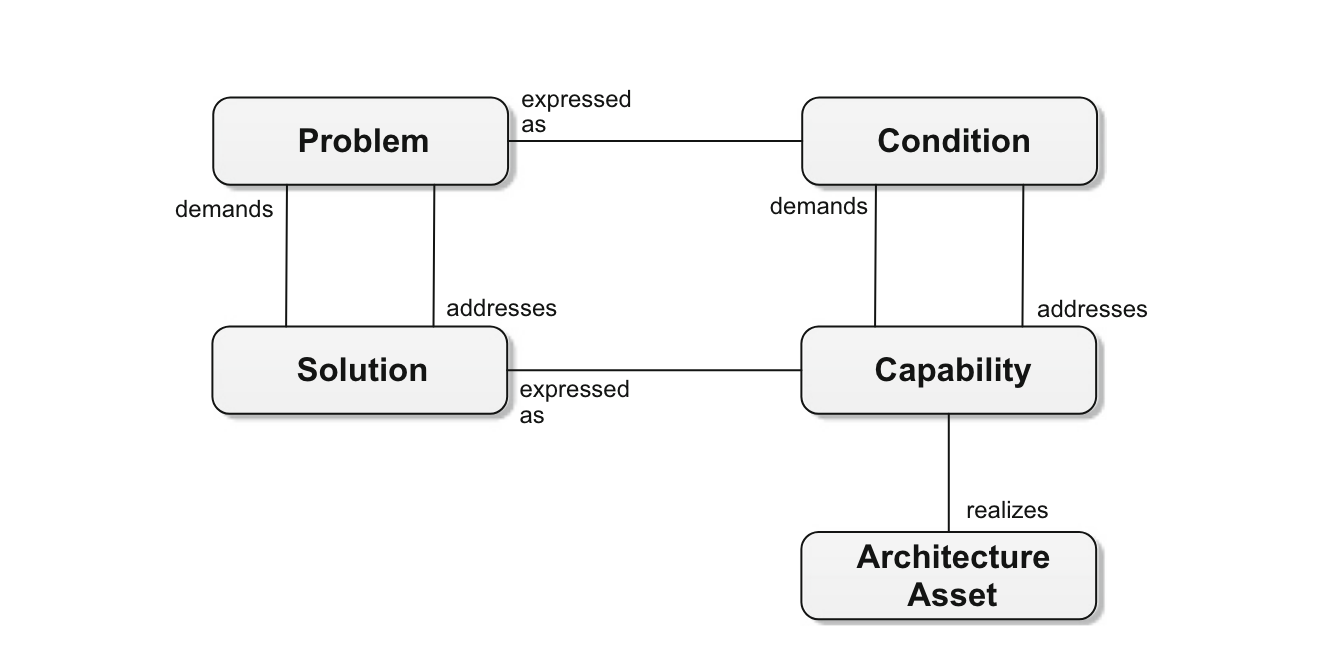 expressed
as
Problem
Condition
demands
demands
addresses
addresses
Solution
Capability
expressed
as
realizes
Architecture
Asset